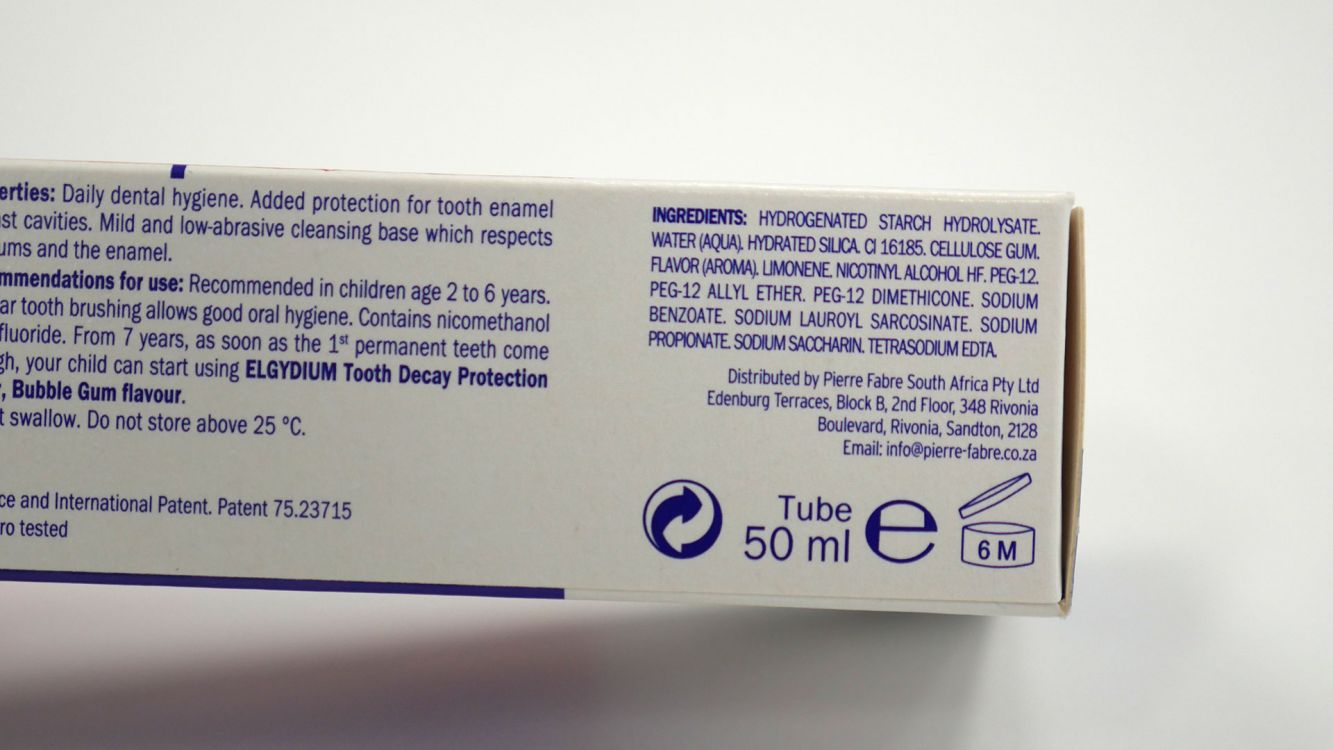 erties: Daily dental hygiene. Added protection for tooth enamel
st cavities. Mild and low-abrasive cleansing base which respects
ums and the enamel.
mmendations for use: Recommended in children age 2 to 6 years.
ar tooth brushing allows good oral hygiene. Contains nicomethanol
fluoride. From 7 years, as soon as the 1st permanent teeth come
gh, your child can start using ELGYDIUM Tooth Decay Protection
, Bubble Gum flavour.
t swallow. Do not store above 25 °C.
ce and International Patent. Patent 75.23715
ro tested
INGREDIENTS: HYDROGENATED STARCH HYDROLYSATE.
WATER (AQUA). HYDRATED SILICA. CI 16185. CELLULOSE GUM.
FLAVOR (AROMA). LIMONENE. NICOTINYL ALCOHOL HF. PEG-12.
PEG-12 ALLYL ETHER. PEG-12 DIMETHICONE. SODIUM
BENZOATE. SODIUM LAUROYL SARCOSINATE. SODIUM
PROPIONATE. SODIUM SACCHARIN. TETRASODIUM EDTA.
Distributed by Pierre Fabre South Africa Pty Ltd
Edenburg Terraces, Block B, 2nd Floor, 348 Rivonia
Boulevard, Rivonia, Sandton, 2128
Email: info@pierre-fabre.co.za
Tube
50 ml e
6 M